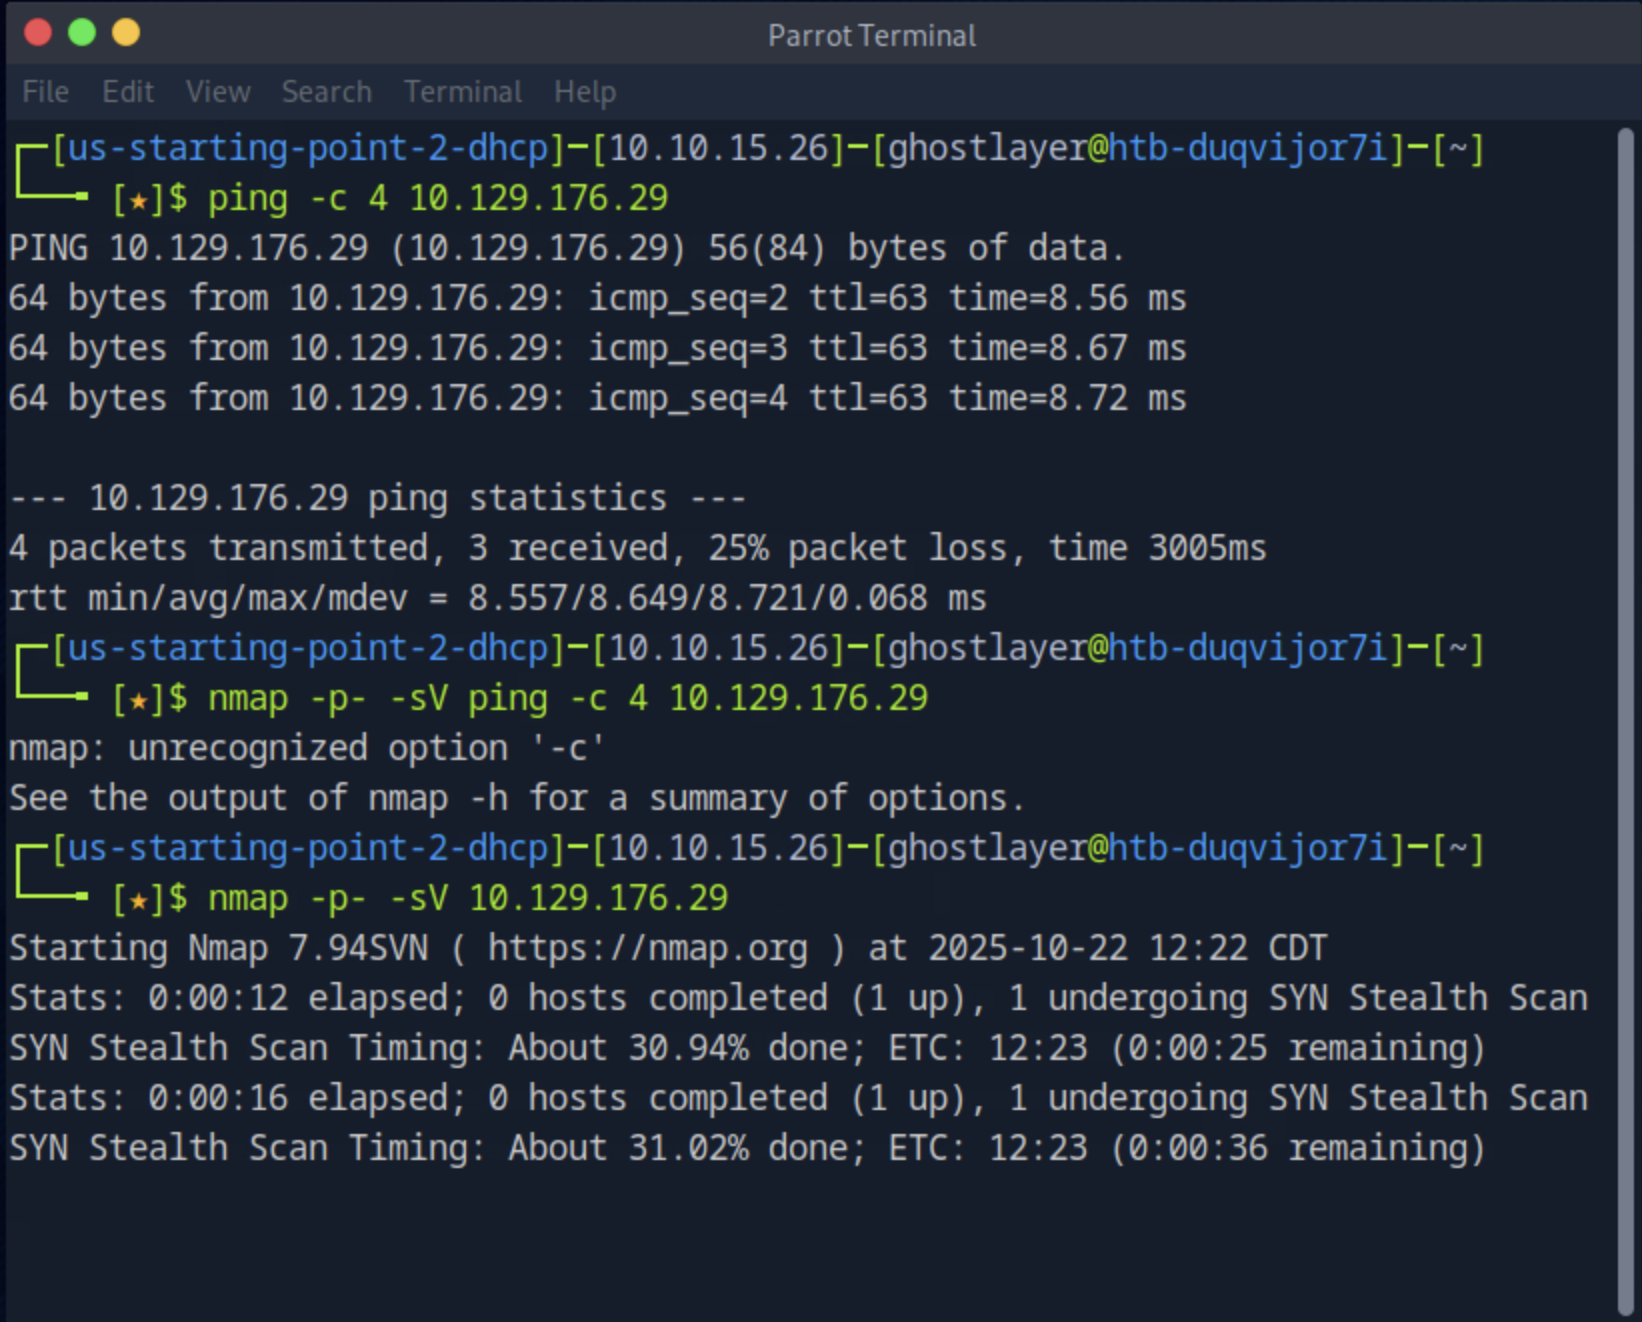 Parrot Terminal
File Edit View Search Terminal Help
┌─[us-starting-point-2-dhcp]─[10.10.15.26]─[ghostlayer@htb-duqvijor7i]─[~]
└──╼ [★]$ ping -c 4 10.129.176.29
PING 10.129.176.29 (10.129.176.29) 56(84) bytes of data.
64 bytes from 10.129.176.29: icmp_seq=2 ttl=63 time=8.56 ms
64 bytes from 10.129.176.29: icmp_seq=3 ttl=63 time=8.67 ms
64 bytes from 10.129.176.29: icmp_seq=4 ttl=63 time=8.72 ms
--- 10.129.176.29 ping statistics ---
4 packets transmitted, 3 received, 25% packet loss, time 3005ms
rtt min/avg/max/mdev = 8.557/8.649/8.721/0.068 ms
┌─[us-starting-point-2-dhcp]─[10.10.15.26]─[ghostlayer@htb-duqvijor7i]─[~]
└──╼ [★]$ nmap -p- -sV ping -c 4 10.129.176.29
nmap: unrecognized option '-c'
See the output of nmap -h for a summary of options.
┌─[us-starting-point-2-dhcp]─[10.10.15.26]─[ghostlayer@htb-duqvijor7i]─[~]
└──╼ [★]$ nmap -p- -sV 10.129.176.29
Starting Nmap 7.94SVN ( https://nmap.org ) at 2025-10-22 12:22 CDT
Stats: 0:00:12 elapsed; 0 hosts completed (1 up), 1 undergoing SYN Stealth Scan
SYN Stealth Scan Timing: About 30.94% done; ETC: 12:23 (0:00:25 remaining)
Stats: 0:00:16 elapsed; 0 hosts completed (1 up), 1 undergoing SYN Stealth Scan
SYN Stealth Scan Timing: About 31.02% done; ETC: 12:23 (0:00:36 remaining)